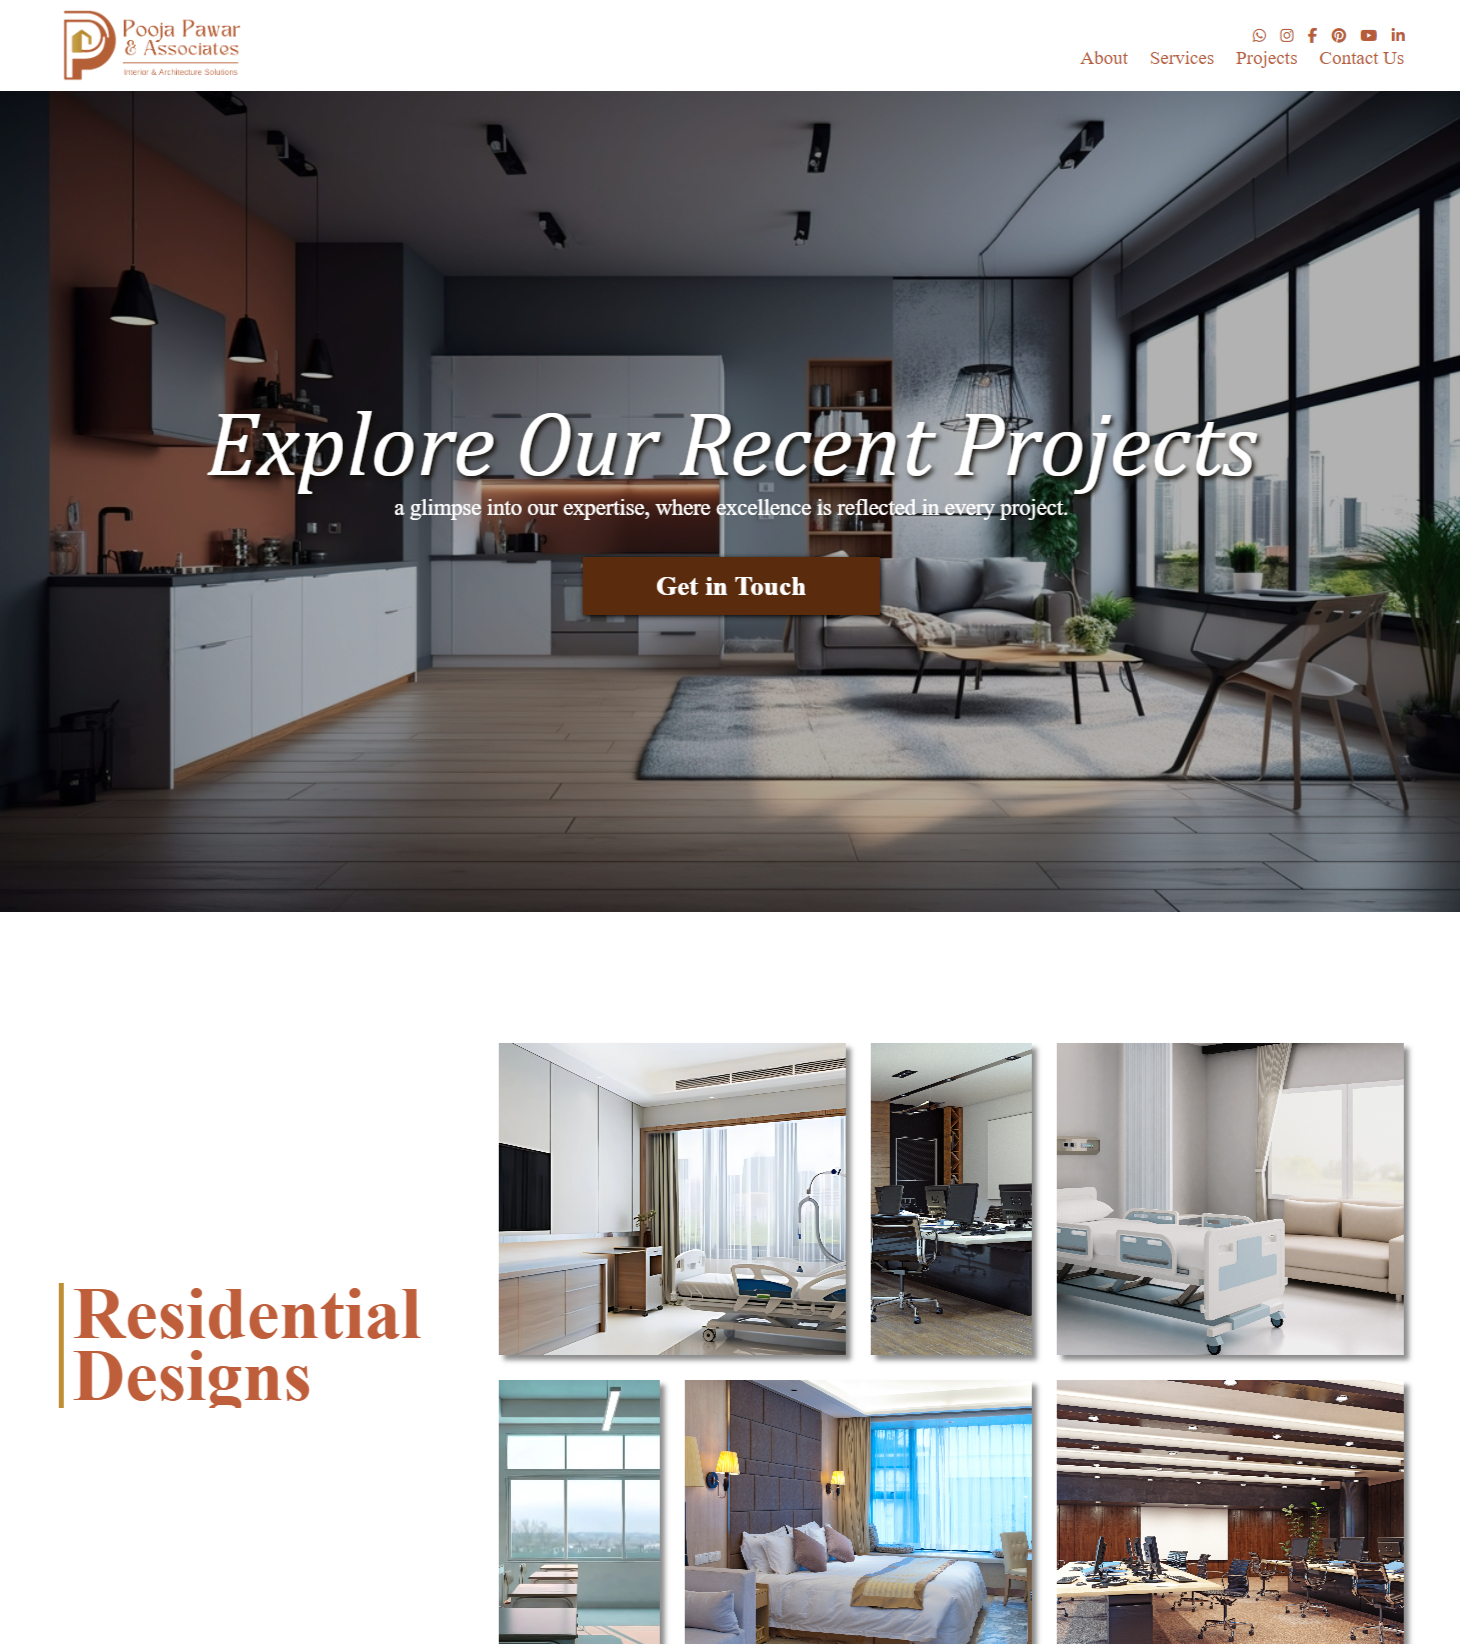 Pooja Pawar
& Associates
Interior & Architecture Solutions
About Services Projects Contact Us
Explore Our Recent Projects
a glimpse into our expertise, where excellence is reflected in every project.
Get in Touch
Residential
Designs